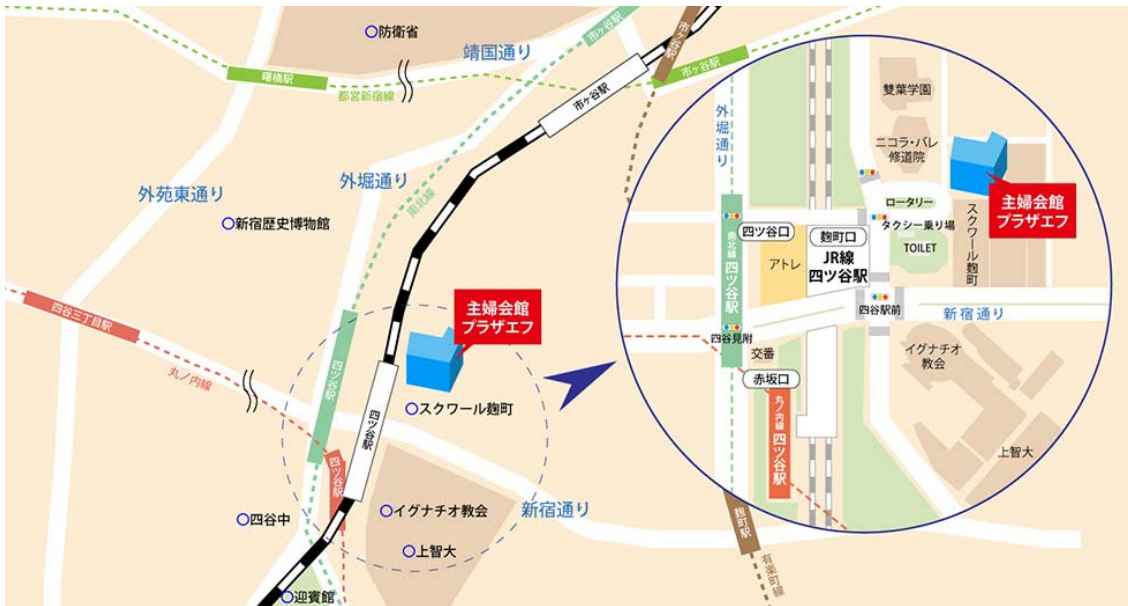 防衛省
靖国通り
市ヶ谷駅
市ヶ谷駅
市ヶ谷駅
市ヶ谷駅
曙橋駅
都営新宿線
外苑東通り
外堀通り
南北線
新宿歴史博物館
四谷三丁目駅
丸ノ内線
主婦会館
プラザエフ
スクワール麹町
四ツ谷駅
四ツ谷駅
四ツ谷駅
新宿通り
四谷中
イグナチオ教会
上智大
迎賓館
外堀通り
雙葉学園
ニコラ・バレ
修道院
主婦会館
プラザエフ
ロータリー
タクシー乗り場
TOILET
スクワール麹町
四ツ谷口
麹町口
JR線
四ツ谷駅
アトレ
南北線 四ツ谷駅
四谷駅前
新宿通り
四谷見附
交番
赤坂口
丸ノ内線 四ツ谷駅
イグナチオ
教会
上智大
麹町駅
有楽町線